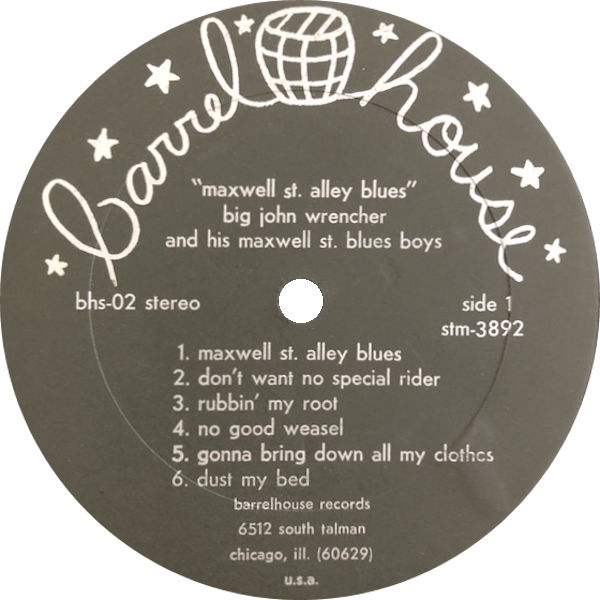 barrel house
"maxwell st. alley blues"
big john wrencher
and his maxwell st. blues boys
bhs-02 stereo
side 1
stm-3892
1. maxwell st. alley blues
2. don't want no special rider
3. rubbin' my root
4. no good weasel
5. gonna bring down all my clothes
6. dust my bed
barrelhouse records
6512 south talman
chicago, ill. (60629)
u.s.a.